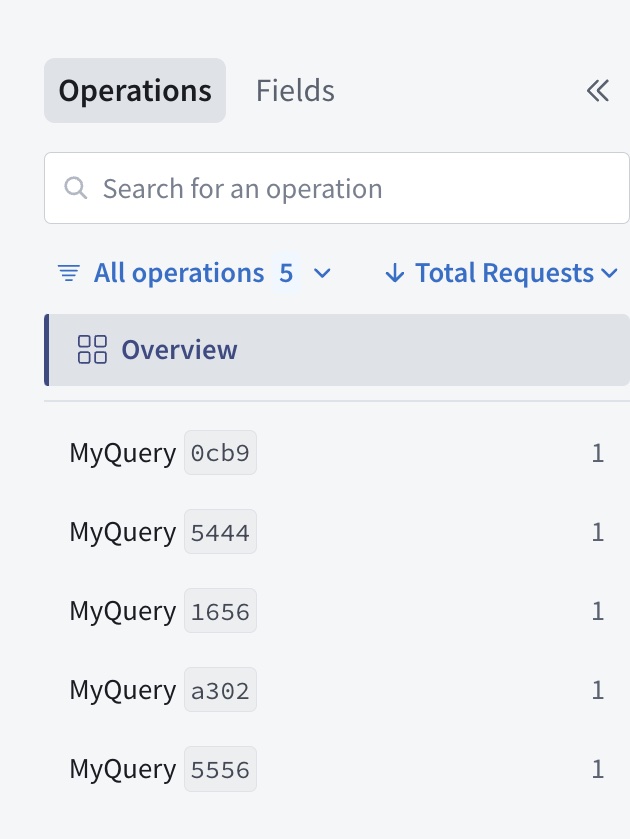 Operations Fields
Search for an operation
All operations 5 Total Requests
Overview
MyQuery 0cb9 1
MyQuery 5444 1
MyQuery 1656 1
MyQuery a302 1
MyQuery 5556 1